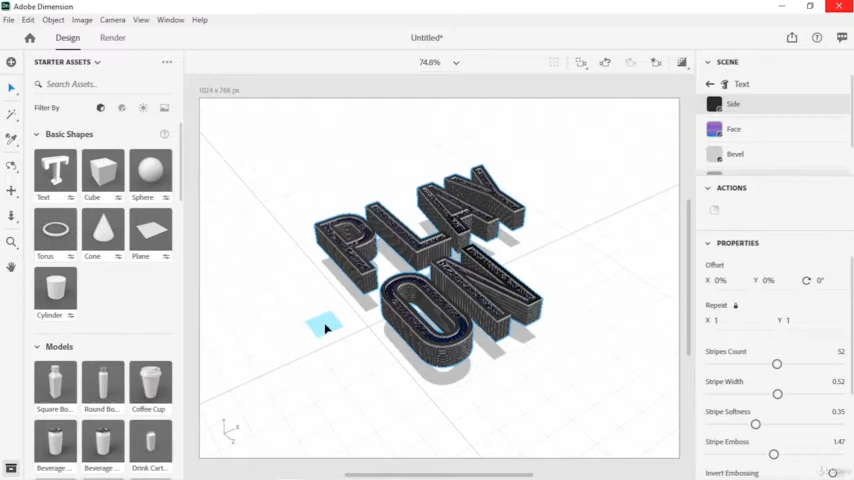 Dn Adobe Dimension
File Edit Object Image Camera View Window Help
Design Render Untitled*
STARTER ASSETS
Search Assets...
Filter By
Basic Shapes
Text Cube Sphere
Torus Cone Plane
Cylinder
Models
Square Bo... Round Bo... Coffee Cup
Beverage ... Beverage ... Drink Cart...
74.8%
1024 x 768 px
PLAY
ON
Y
X
Z
SCENE
Text
Side
Face
Bevel
ACTIONS
PROPERTIES
Offset
X 0% Y 0% 0°
Repeat
X 1 Y 1
Stripes Count 52
Stripe Width 0.52
Stripe Softness 0.35
Stripe Emboss 1.47
Invert Embossing